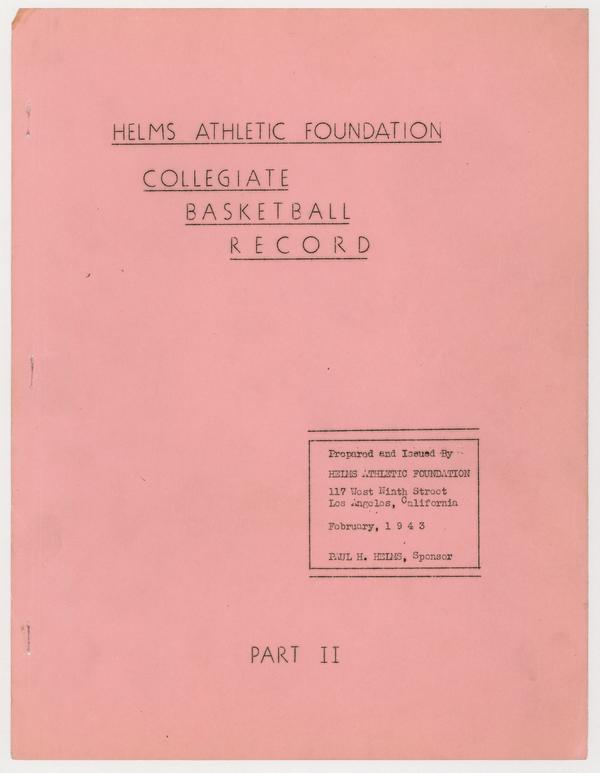 HELMS ATHLETIC FOUNDATION
COLLEGIATE
BASKETBALL
RECORD
Prepared and Issued By
HELMS ATHLETIC FOUNDATION
117 West Ninth Street
Los Angeles, California
February, 1 9 4 3
PAUL H. HELMS, Sponsor
PART II